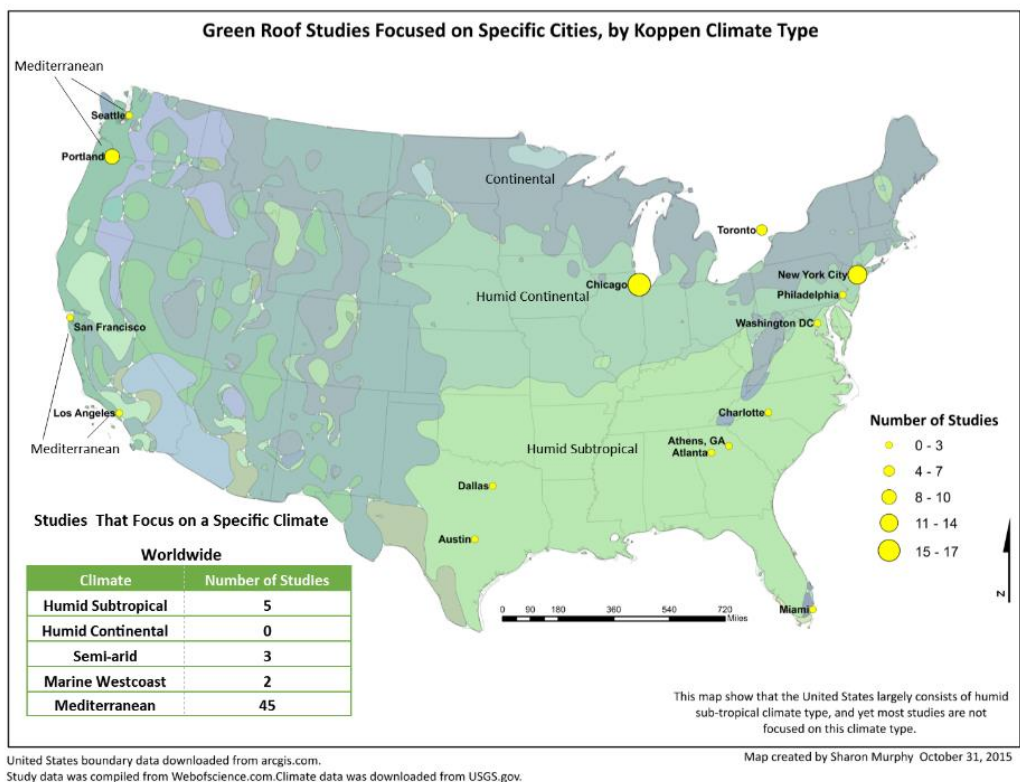 Green Roof Studies Focused on Specific Cities, by Koppen Climate Type
Mediterranean
Seattle
Portland
Continental
Toronto
Chicago
New York City
Humid Continental
Philadelphia
Washington DC
San Francisco
Los Angeles
Mediterranean
Charlotte
Humid Subtropical
Athens, GA
Atlanta
Dallas
Austin
Miami
Number of Studies
0 - 3
4 - 7
8 - 10
11 - 14
15 - 17
N
0 90 180 360 540 720
Miles
Studies That Focus on a Specific Climate
Worldwide
Climate Number of Studies
Humid Subtropical 5
Humid Continental 0
Semi-arid 3
Marine Westcoast 2
Mediterranean 45
This map show that the United States largely consists of humid
sub-tropical climate type, and yet most studies are not
focused on this climate type.
United States boundary data downloaded from arcgis.com.
Study data was compiled from Webofscience.com.Climate data was downloaded from USGS.gov.
Map created by Sharon Murphy October 31, 2015